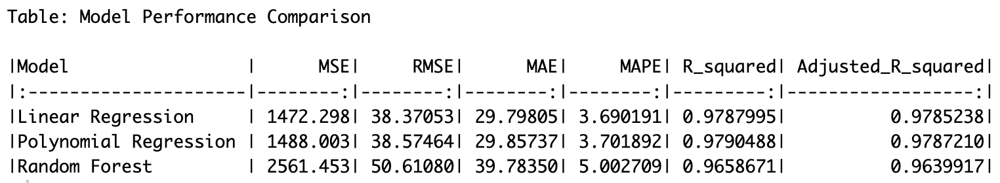 Table: Model Performance Comparison
|Model                 |      MSE|     RMSE|      MAE|     MAPE| R_squared| Adjusted_R_squared|
|:---------------------|--------:|--------:|--------:|--------:|---------:|------------------:|
|Linear Regression     | 1472.298| 38.37053| 29.79805| 3.690191| 0.9787995|          0.9785238|
|Polynomial Regression | 1488.003| 38.57464| 29.85737| 3.701892| 0.9790488|          0.9787210|
|Random Forest         | 2561.453| 50.61080| 39.78350| 5.002709| 0.9658671|          0.9639917|